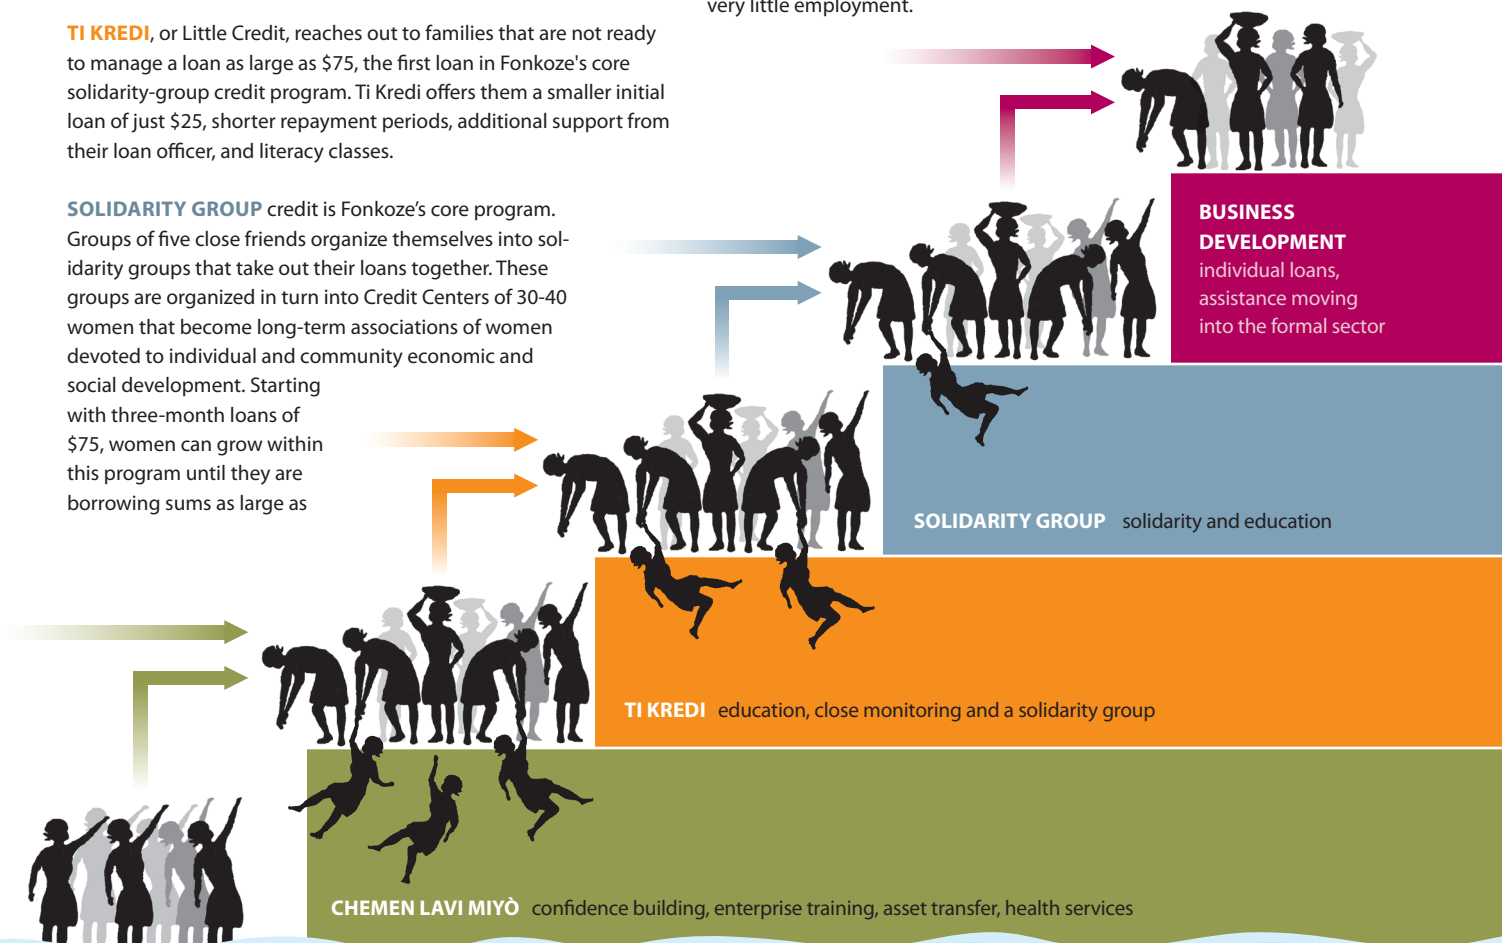 very little employment.
TI KREDI, or Little Credit, reaches out to families that are not ready
to manage a loan as large as $75, the first loan in Fonkoze's core
solidarity-group credit program. Ti Kredi offers them a smaller initial
loan of just $25, shorter repayment periods, additional support from
their loan officer, and literacy classes.
SOLIDARITY GROUP credit is Fonkoze’s core program.
Groups of five close friends organize themselves into sol-
idarity groups that take out their loans together. These
groups are organized in turn into Credit Centers of 30-40
women that become long-term associations of women
devoted to individual and community economic and
social development. Starting
with three-month loans of
$75, women can grow within
this program until they are
borrowing sums as large as
BUSINESS
DEVELOPMENT
individual loans,
assistance moving
into the formal sector
SOLIDARITY GROUP solidarity and education
TI KREDI education, close monitoring and a solidarity group
CHEMEN LAVI MIYÒ confidence building, enterprise training, asset transfer, health services